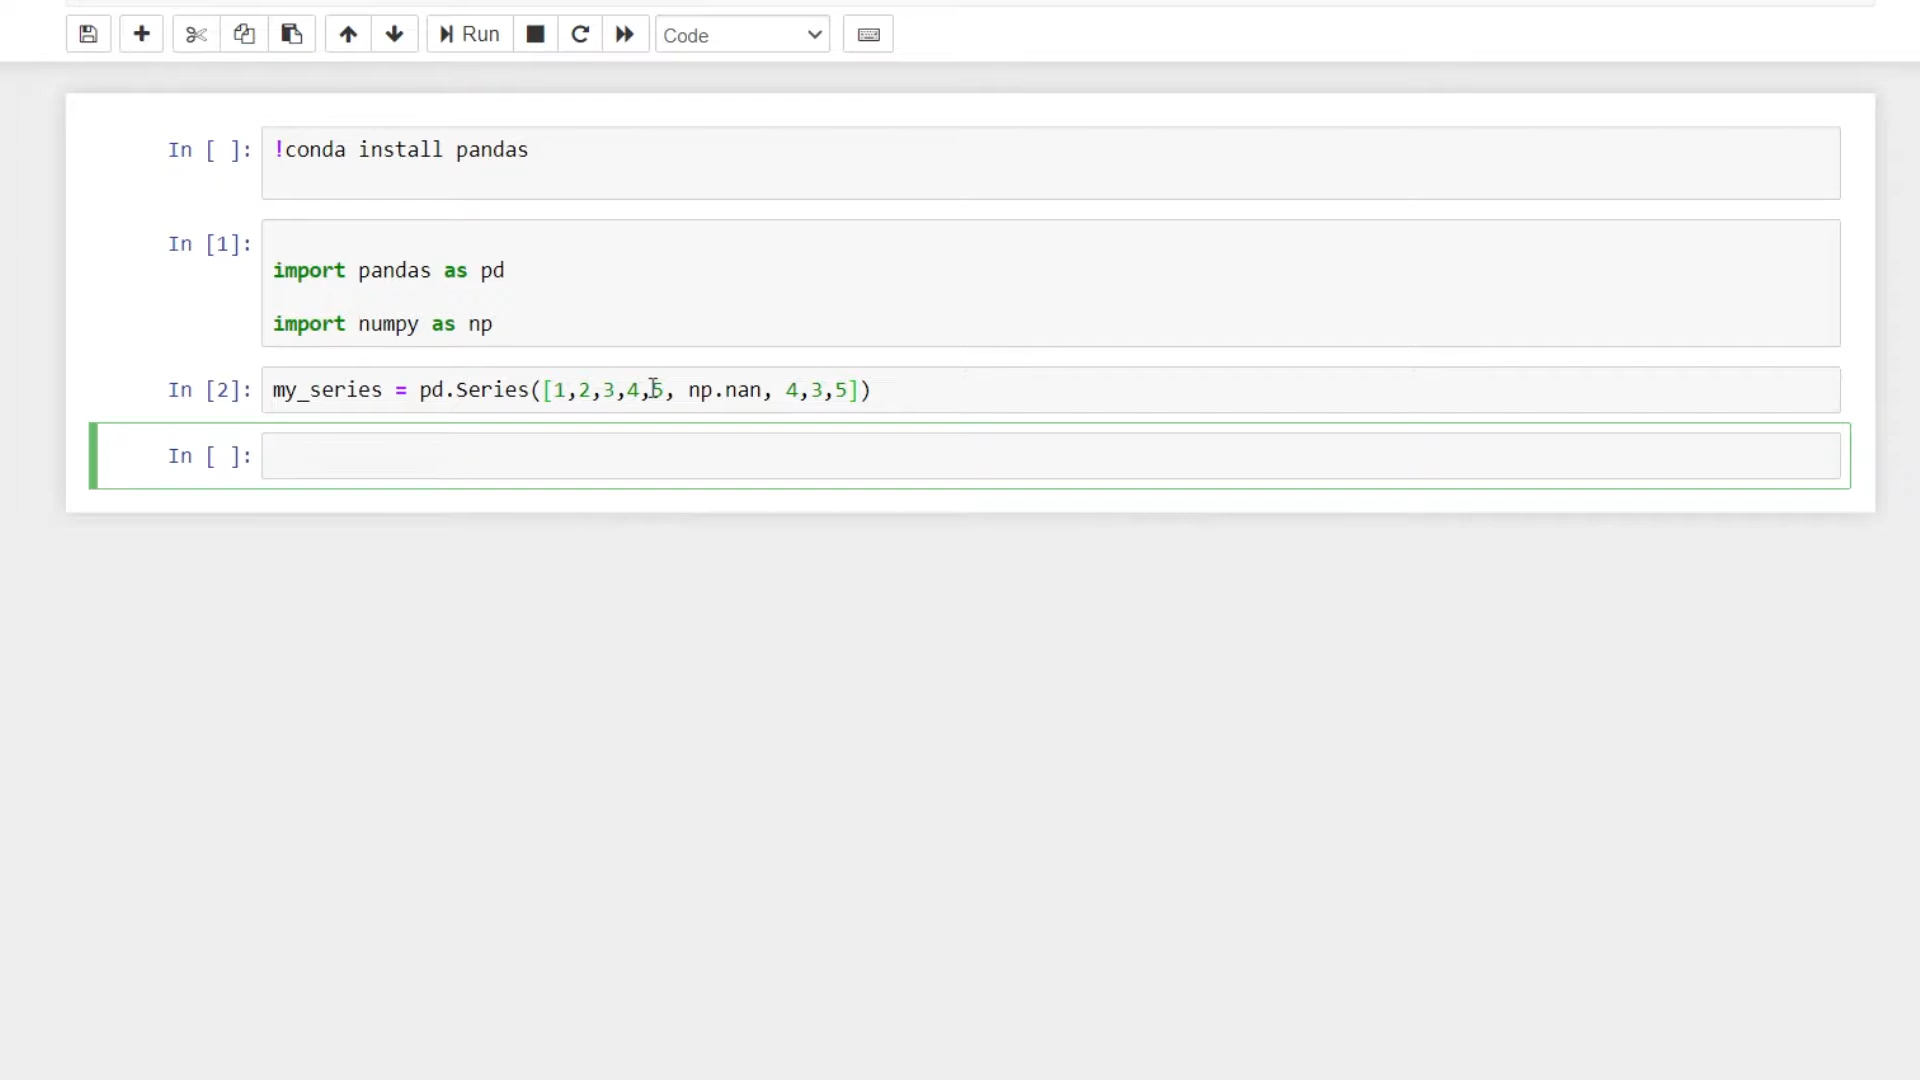 Run Code
In [ ]: !conda install pandas
In [1]:
import pandas as pd
import numpy as np
In [2]: my_series = pd.Series([1,2,3,4,5, np.nan, 4,3,5])
In [ ]: